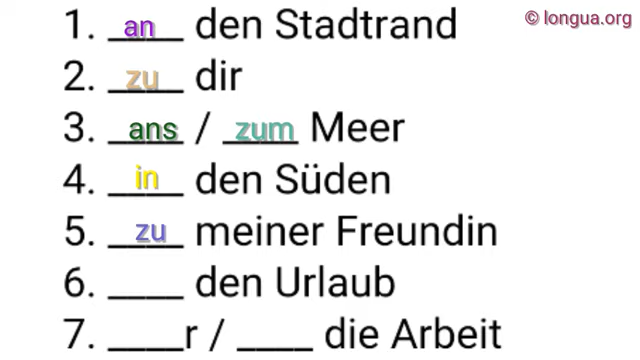 © longua.org
1. an den Stadtrand
2. zu dir
3. ans / zum Meer
4. in den Süden
5. zu meiner Freundin
6. ____ den Urlaub
7. ____r / ____ die Arbeit